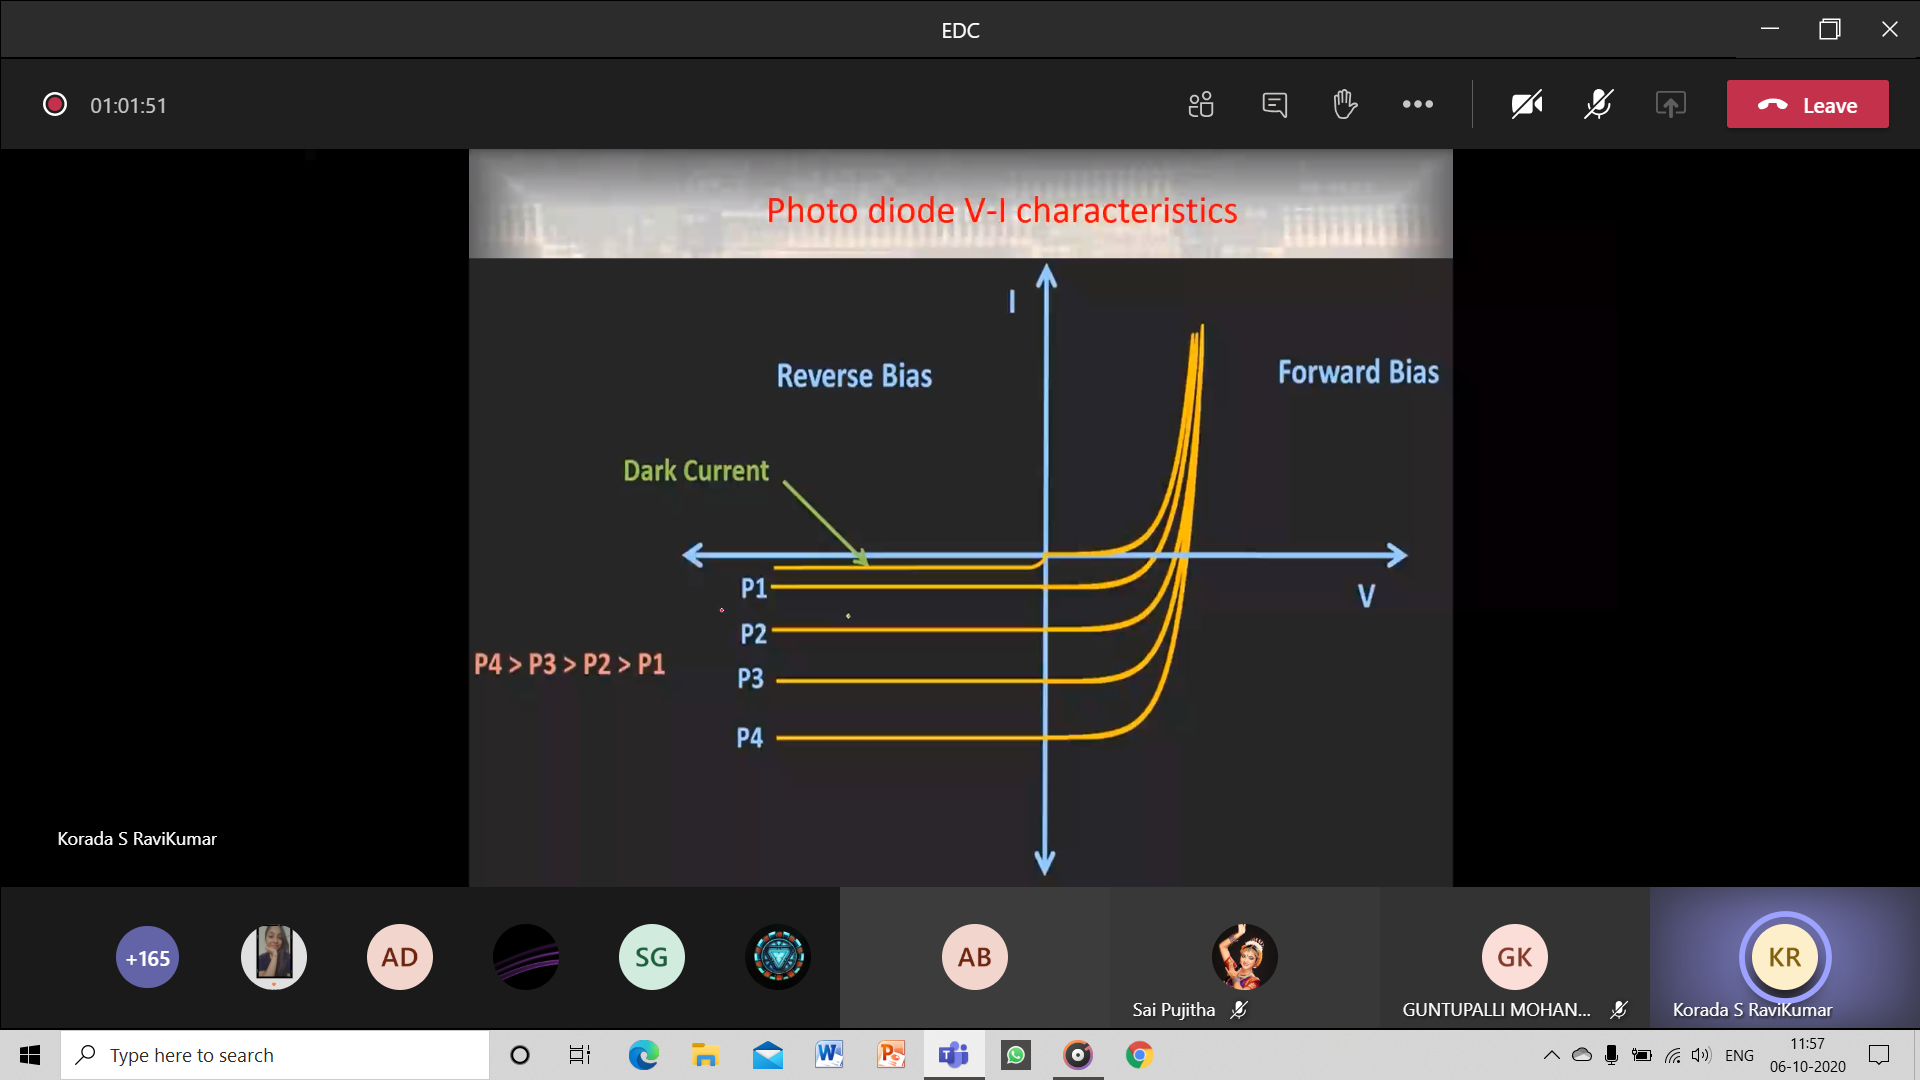 EDC
01:01:51
Leave
Photo diode V-I characteristics
I
Reverse Bias
Forward Bias
Dark Current
P1
V
P2
P4 > P3 > P2 > P1
P3
P4
Korada S RaviKumar
+165
AD
SG
AB
GK
KR
Sai Pujitha
GUNTUPALLI MOHAN...
Korada S RaviKumar
Type here to search
ENG
11:57
06-10-2020